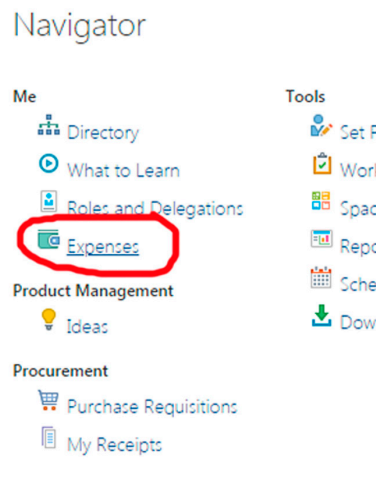 Navigator
Me
Directory
What to Learn
Roles and Delegations
Expenses
Product Management
Ideas
Procurement
Purchase Requisitions
My Receipts
Tools
Set